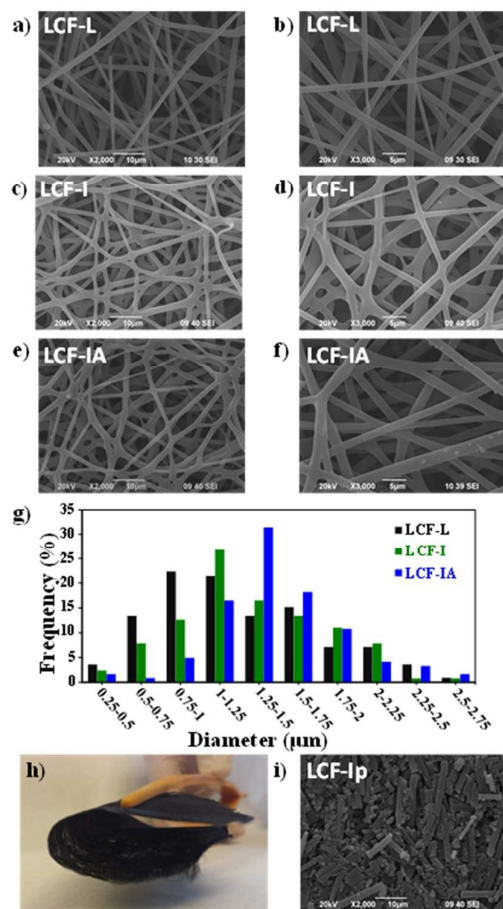 a) LCF-L
20kV X2,000 10µm 10 30 SEI
b) LCF-L
20kV X3,000 5µm 09 30 SEI
c) LCF-I
20kV X2,000 10µm 09 40 SEI
d) LCF-I
20kV X3,000 5µm 09 40 SEI
e) LCF-IA
20kV X2,000 10µm 09 40 SEI
f) LCF-IA
20kV X3,000 5µm 10 39 SEI
g)
Frequency (%)
35
30
25
20
15
10
5
0
LCF-L
LCF-I
LCF-IA
0.25-0.5
0.5-0.75
0.75-1
1-1.25
1.25-1.5
1.5-1.75
1.75-2
2-2.25
2.25-2.5
2.5-2.75
Diameter (µm)
h)
i) LCF-Ip
20kV X2,000 10µm 09 40 SEI